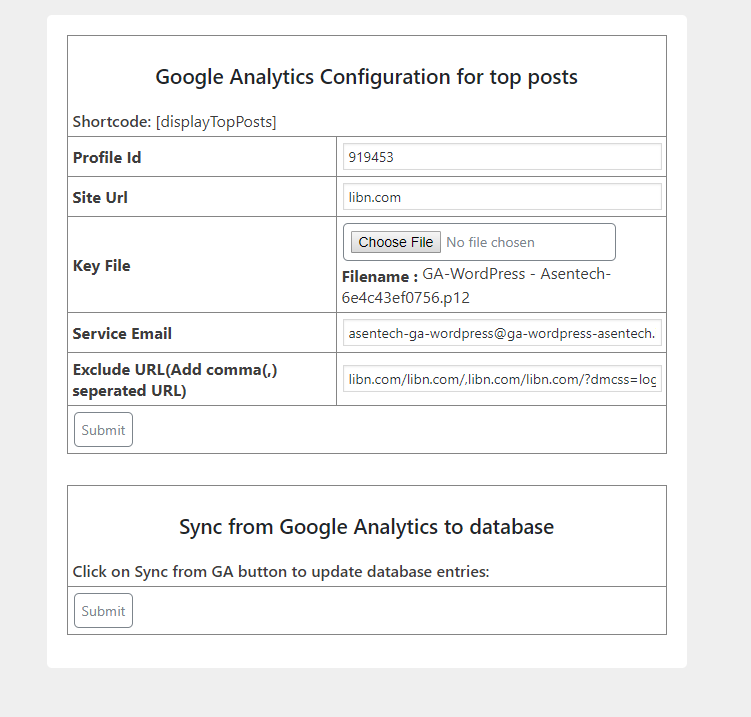 Google Analytics Configuration for top posts
Shortcode: [displayTopPosts]
Profile Id
919453
Site Url
libn.com
Key File
Choose File No file chosen
Filename : GA-WordPress - Asentech-
6e4c43ef0756.p12
Service Email
asentech-ga-wordpress@ga-wordpress-asentech.
Exclude URL(Add comma(,)
seperated URL)
libn.com/libn.com/,libn.com/libn.com/?dmcss=log
Submit
Sync from Google Analytics to database
Click on Sync from GA button to update database entries:
Submit